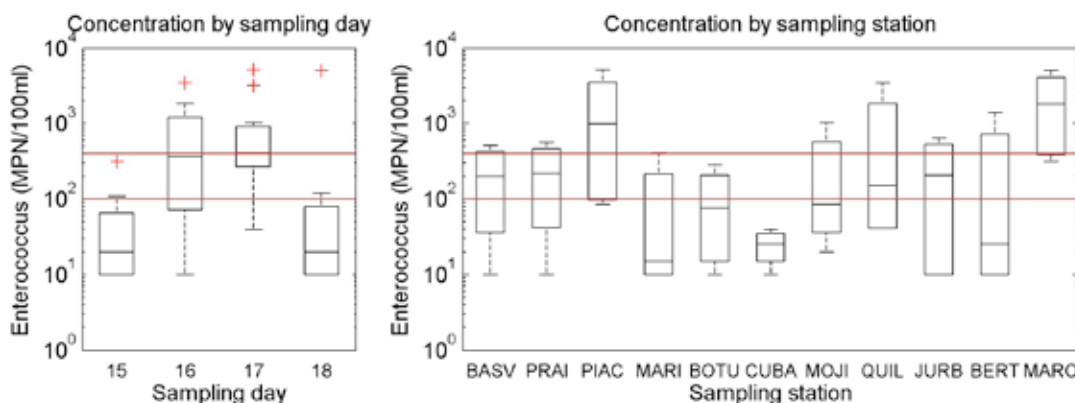 Concentration by sampling day
Enterococcus (MPN/100ml)
10^4
10^3
10^2
10^1
10^0
15 16 17 18
Sampling day
Concentration by sampling station
Enterococcus (MPN/100ml)
10^4
10^3
10^2
10^1
10^0
BASV PRAI PIAC MARI BOTU CUBA MOJI QUIL JURB BERT MARO
Sampling station